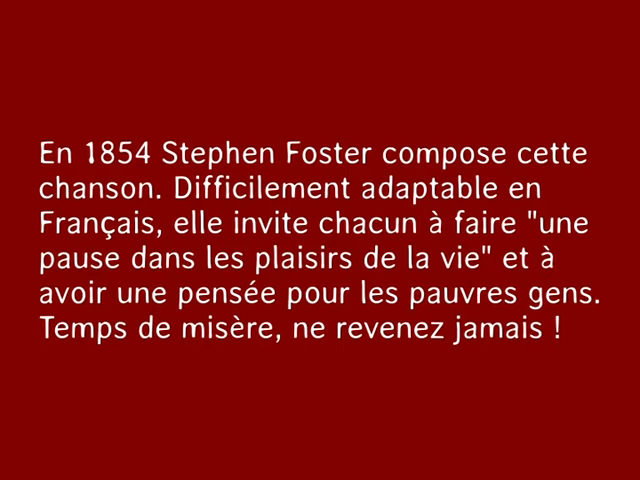 En 1854 Stephen Foster compose cette
chanson. Difficilement adaptable en
Français, elle invite chacun à faire "une
pause dans les plaisirs de la vie" et à
avoir une pensée pour les pauvres gens.
Temps de misère, ne revenez jamais !